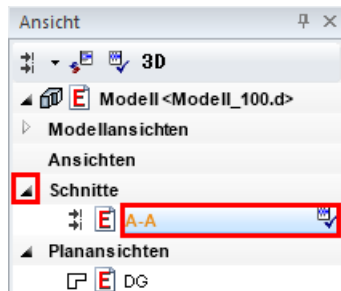 Ansicht
3D
E Modell <Modell_100.d>
Modellansichten
Ansichten
Schnitte
E A-A
Planansichten
E DG